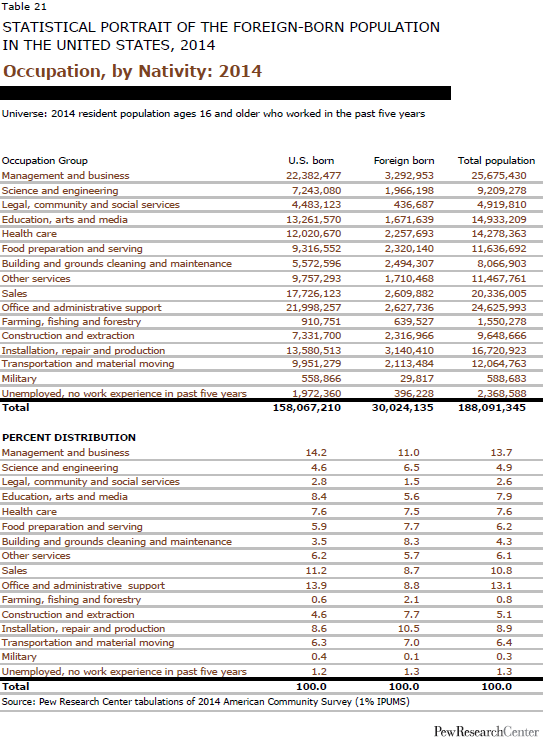 Table 21
STATISTICAL PORTRAIT OF THE FOREIGN-BORN POPULATION
IN THE UNITED STATES, 2014
Occupation, by Nativity: 2014
Universe: 2014 resident population ages 16 and older who worked in the past five years
Occupation Group U.S. born Foreign born Total population
Management and business 22,382,477 3,292,953 25,675,430
Science and engineering 7,243,080 1,966,198 9,209,278
Legal, community and social services 4,483,123 436,687 4,919,810
Education, arts and media 13,261,570 1,671,639 14,933,209
Health care 12,020,670 2,257,693 14,278,363
Food preparation and serving 9,316,552 2,320,140 11,636,692
Building and grounds cleaning and maintenance 5,572,596 2,494,307 8,066,903
Other services 9,757,293 1,710,468 11,467,761
Sales 17,726,123 2,609,882 20,336,005
Office and administrative support 21,998,257 2,627,736 24,625,993
Farming, fishing and forestry 910,751 639,527 1,550,278
Construction and extraction 7,331,700 2,316,966 9,648,666
Installation, repair and production 13,580,513 3,140,410 16,720,923
Transportation and material moving 9,951,279 2,113,484 12,064,763
Military 558,866 29,817 588,683
Unemployed, no work experience in past five years 1,972,360 396,228 2,368,588
Total 158,067,210 30,024,135 188,091,345
PERCENT DISTRIBUTION
Management and business 14.2 11.0 13.7
Science and engineering 4.6 6.5 4.9
Legal, community and social services 2.8 1.5 2.6
Education, arts and media 8.4 5.6 7.9
Health care 7.6 7.5 7.6
Food preparation and serving 5.9 7.7 6.2
Building and grounds cleaning and maintenance 3.5 8.3 4.3
Other services 6.2 5.7 6.1
Sales 11.2 8.7 10.8
Office and administrative support 13.9 8.8 13.1
Farming, fishing and forestry 0.6 2.1 0.8
Construction and extraction 4.6 7.7 5.1
Installation, repair and production 8.6 10.5 8.9
Transportation and material moving 6.3 7.0 6.4
Military 0.4 0.1 0.3
Unemployed, no work experience in past five years 1.2 1.3 1.3
Total 100.0 100.0 100.0
Source: Pew Research Center tabulations of 2014 American Community Survey (1% IPUMS)
PewResearchCenter